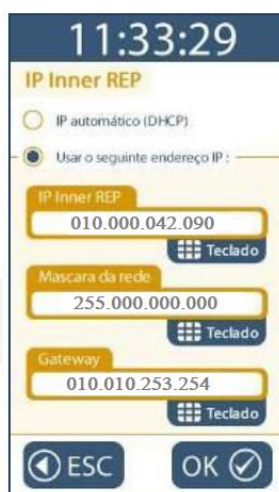 11:33:29
IP Inner REP
IP automático (DHCP)
Usar o seguinte endereço IP :
IP Inner REP
010.000.042.090
Teclado
Mascara da rede
255.000.000.000
Teclado
Gateway
010.010.253.254
Teclado
ESC OK